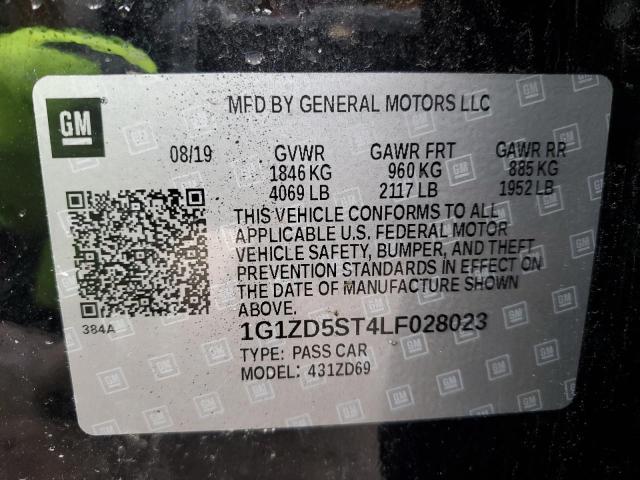 GM
MFD BY GENERAL MOTORS LLC
08/19 GVWR GAWR FRT GAWR RR
1846 KG 960 KG 885 KG
4069 LB 2117 LB 1952 LB
THIS VEHICLE CONFORMS TO ALL
APPLICABLE U.S. FEDERAL MOTOR
VEHICLE SAFETY, BUMPER, AND THEFT
PREVENTION STANDARDS IN EFFECT ON
THE DATE OF MANUFACTURE SHOWN
ABOVE.
384A
1G1ZD5ST4LF028023
TYPE: PASS CAR
MODEL: 431ZD69